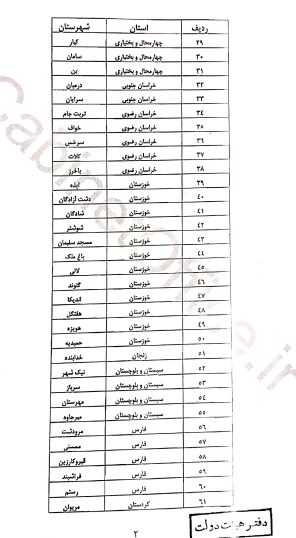 ردیف استان شهرستان
۲۹ چهارمحال و بختیاری کیار
۳۰ چهارمحال و بختیاری سامان
۳۱ چهارمحال و بختیاری بن
۳۲ خراسان جنوبی درمیان
۳۳ خراسان جنوبی سرایان
۳۴ خراسان رضوی تربت جام
۳۵ خراسان رضوی خواف
۳۶ خراسان رضوی سرخس
۳۷ خراسان رضوی کلات
۳۸ خراسان رضوی باخرز
۳۹ خوزستان ایذه
۴۰ خوزستان دشت آزادگان
۴۱ خوزستان شادگان
۴۲ خوزستان شوشتر
۴۳ خوزستان مسجد سلیمان
۴۴ خوزستان باغ ملک
۴۵ خوزستان لالی
۴۶ خوزستان گتوند
۴۷ خوزستان اندیکا
۴۸ خوزستان هفتگل
۴۹ خوزستان هویزه
۵۰ خوزستان حمیدیه
۵۱ زنجان خدابنده
۵۲ سیستان و بلوچستان نیک شهر
۵۳ سیستان و بلوچستان سرباز
۵۴ سیستان و بلوچستان مهرستان
۵۵ سیستان و بلوچستان میرجاوه
۵۶ فارس مرودشت
۵۷ فارس ممسنی
۵۸ فارس قیروکارزین
۵۹ فارس فراشبند
۶۰ فارس رستم
۶۱ کردستان مریوان
دفتر هیات دولت
۲
CabinetOffice.ir